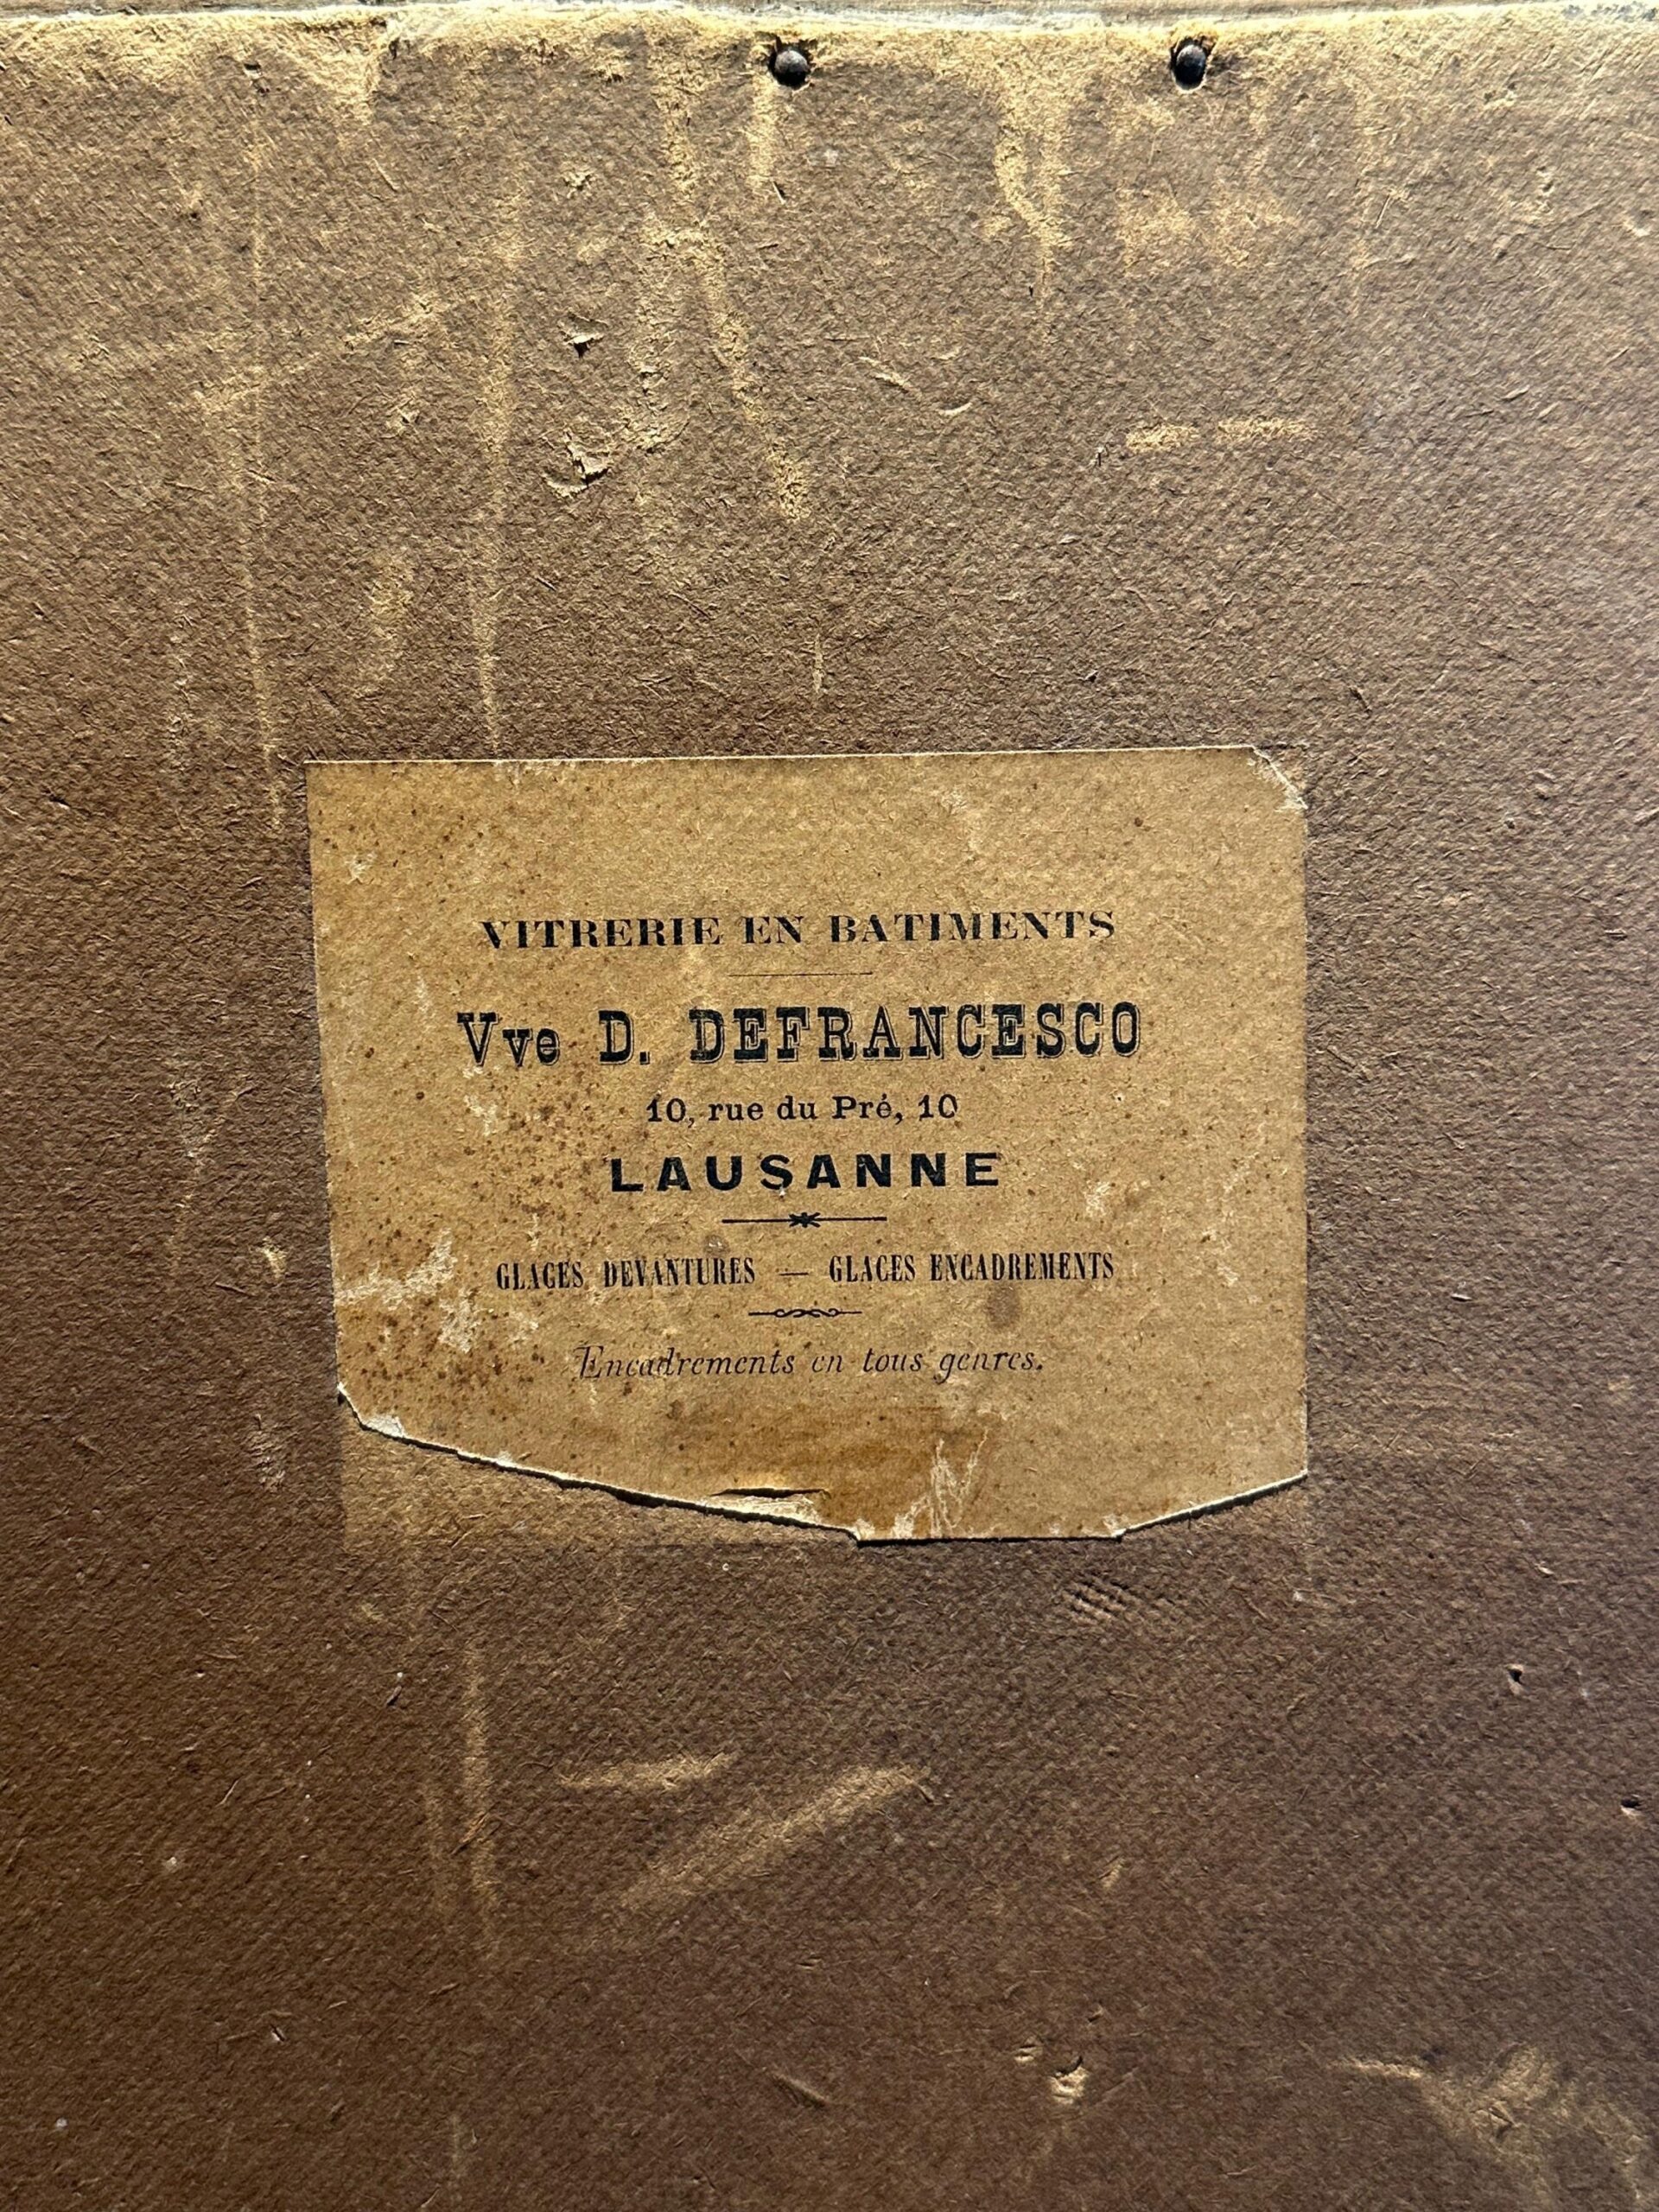 VITRERIE EN BATIMENTS
Vve D. DEFRANCESCO
10, rue du Pré, 10
LAUSANNE
GLACES DEVANTURES — GLACES ENCADREMENTS
Encadrements en tous genres.